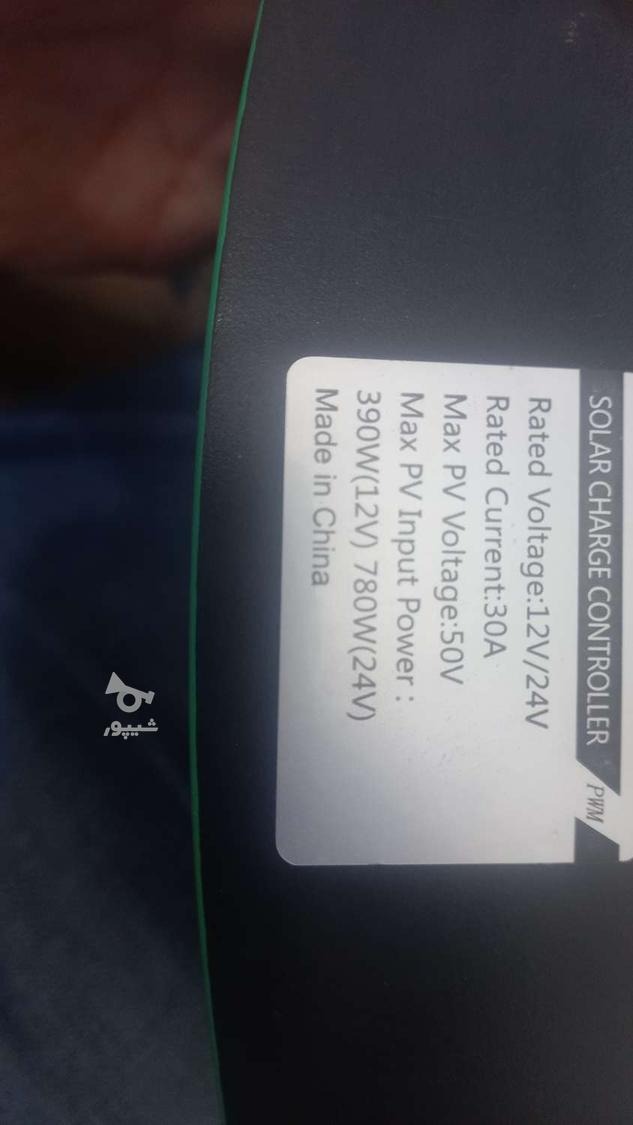 SOLAR CHARGE CONTROLLER PWM
Rated Voltage:12V/24V
Rated Current:30A
Max PV Voltage:50V
Max PV Input Power :
390W(12V) 780W(24V)
Made in China
شیپور